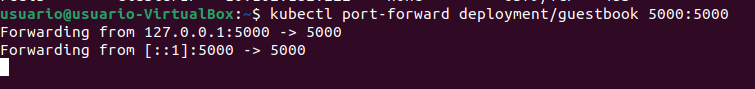 usuario@usuario-VirtualBox:~$ kubectl port-forward deployment/guestbook 5000:5000
Forwarding from 127.0.0.1:5000 -> 5000
Forwarding from [::1]:5000 -> 5000